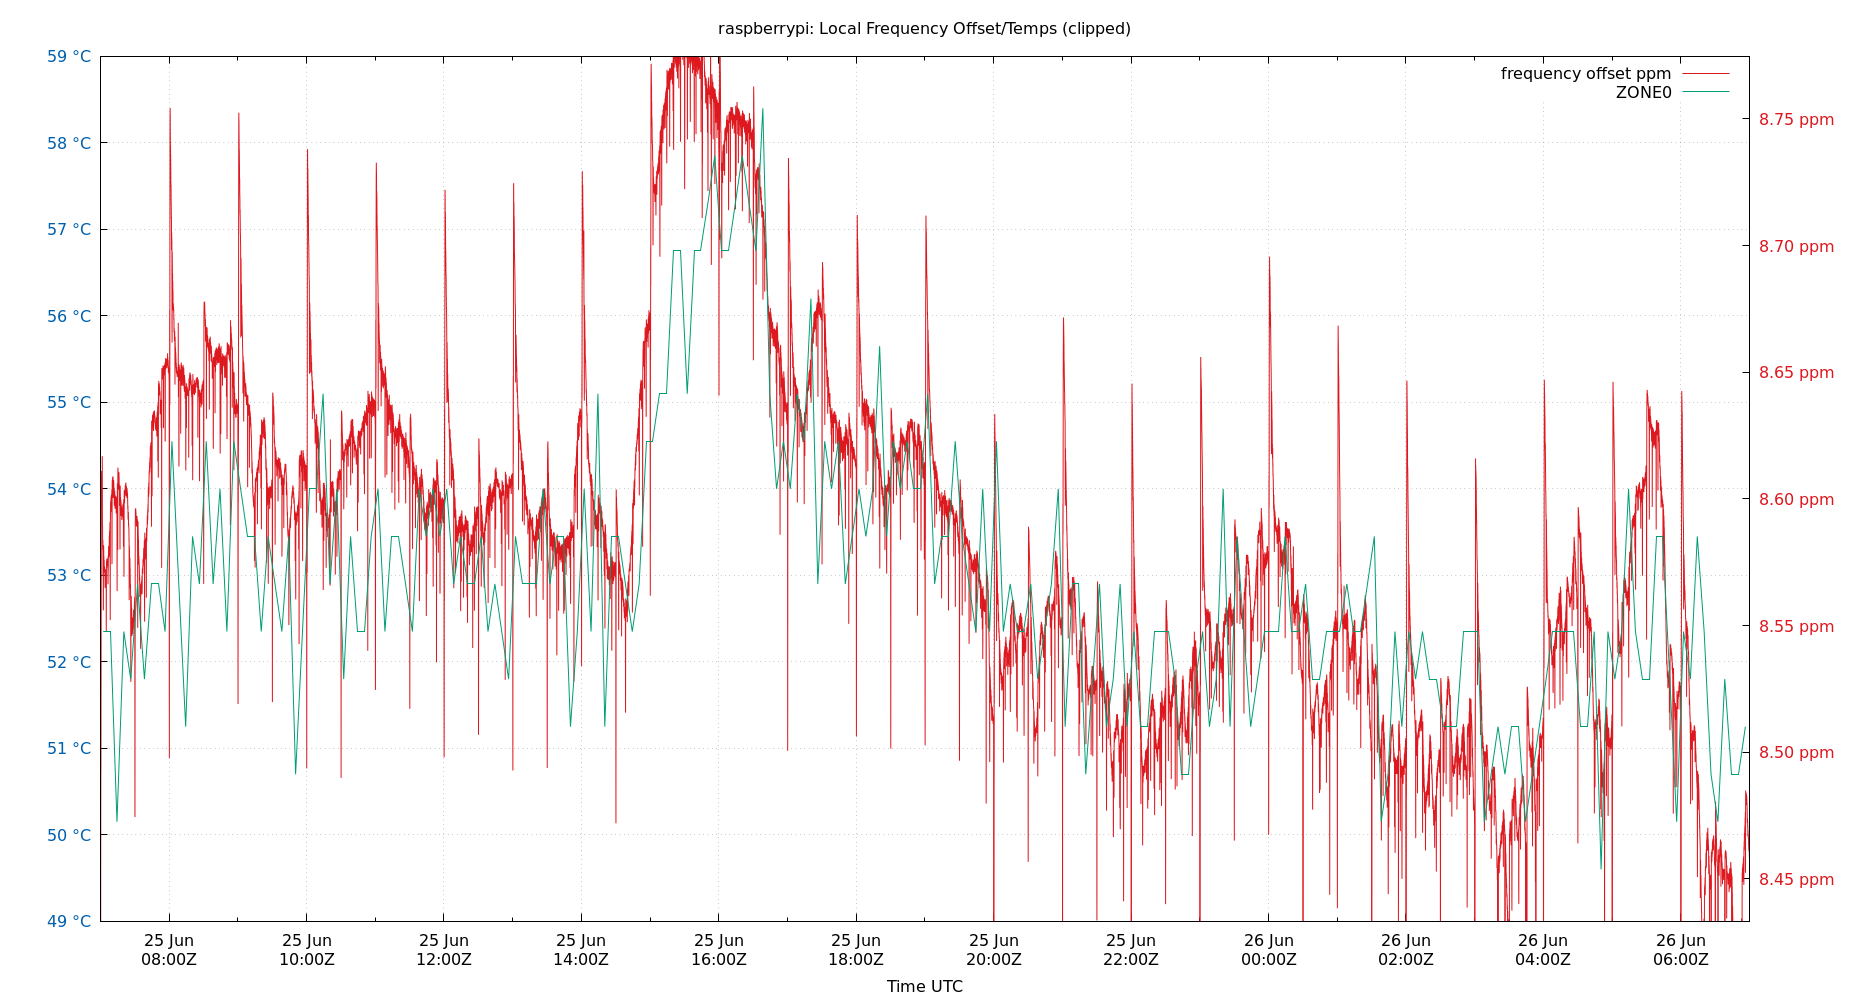 raspberrypi: Local Frequency Offset/Temps (clipped)
frequency offset ppm
ZONE0
59 °C
58 °C
57 °C
56 °C
55 °C
54 °C
53 °C
52 °C
51 °C
50 °C
49 °C
8.75 ppm
8.70 ppm
8.65 ppm
8.60 ppm
8.55 ppm
8.50 ppm
8.45 ppm
25 Jun
08:00Z
25 Jun
10:00Z
25 Jun
12:00Z
25 Jun
14:00Z
25 Jun
16:00Z
25 Jun
18:00Z
25 Jun
20:00Z
25 Jun
22:00Z
26 Jun
00:00Z
26 Jun
02:00Z
26 Jun
04:00Z
26 Jun
06:00Z
Time UTC